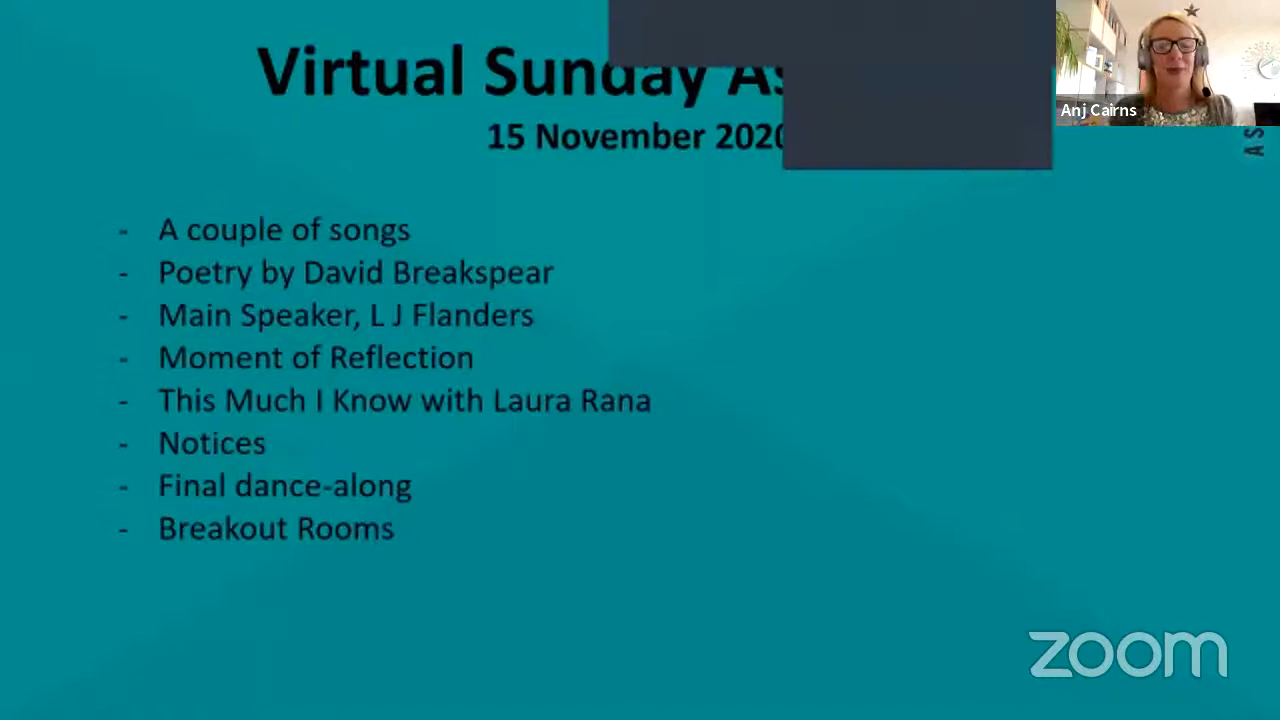 Virtual Sunday
15 November 2020
Anj Cairns
- A couple of songs
- Poetry by David Breakspear
- Main Speaker, L J Flanders
- Moment of Reflection
- This Much I Know with Laura Rana
- Notices
- Final dance-along
- Breakout Rooms
zoom